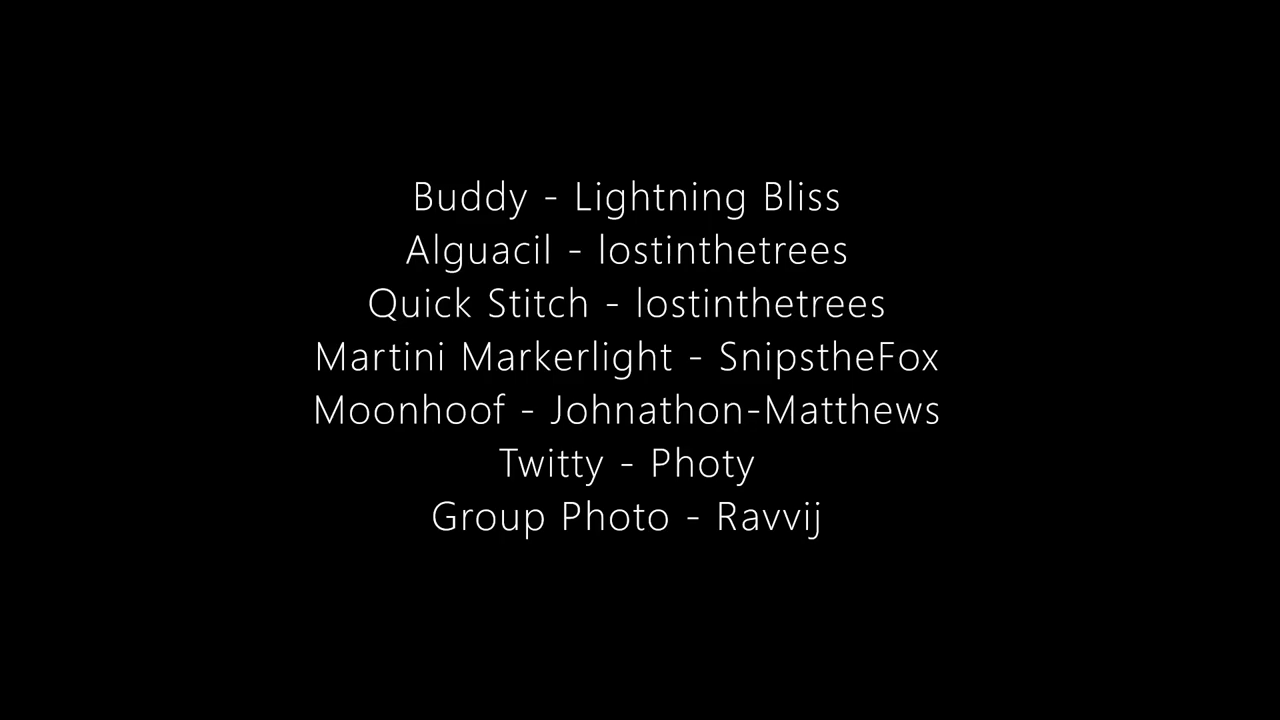 Buddy - Lightning Bliss
Alguacil - lostinthetrees
Quick Stitch - lostinthetrees
Martini Markerlight - SnipstheFox
Moonhoof - Johnathon-Matthews
Twitty - Photy
Group Photo - Ravvij